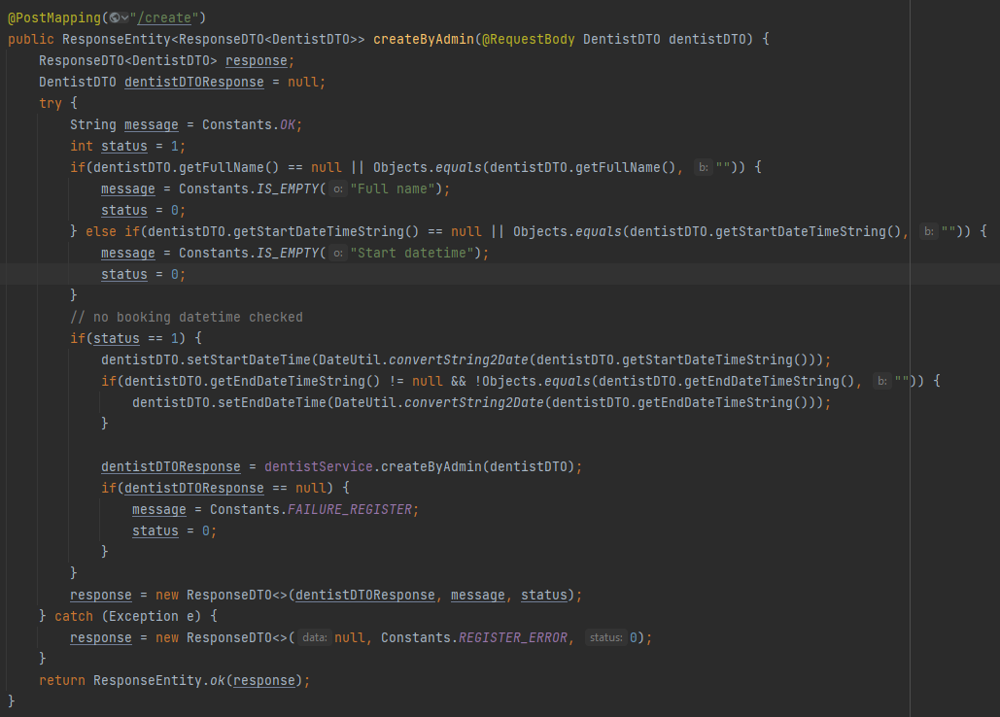 @PostMapping("/create")
public ResponseEntity<ResponseDTO<DentistDTO>> createByAdmin(@RequestBody DentistDTO dentistDTO) {
    ResponseDTO<DentistDTO> response;
    DentistDTO dentistDTOResponse = null;
    try {
        String message = Constants.OK;
        int status = 1;
        if(dentistDTO.getFullName() == null || Objects.equals(dentistDTO.getFullName(), b: "")) {
            message = Constants.IS_EMPTY( o: "Full name");
            status = 0;
        } else if(dentistDTO.getStartDateTimeString() == null || Objects.equals(dentistDTO.getStartDateTimeString(), b: "")) {
            message = Constants.IS_EMPTY( o: "Start datetime");
            status = 0;
        }
        // no booking datetime checked
        if(status == 1) {
            dentistDTO.setStartDateTime(DateUtil.convertString2Date(dentistDTO.getStartDateTimeString()));
            if(dentistDTO.getEndDateTimeString() != null && !Objects.equals(dentistDTO.getEndDateTimeString(), b: "")) {
                dentistDTO.setEndDateTime(DateUtil.convertString2Date(dentistDTO.getEndDateTimeString()));
            }

            dentistDTOResponse = dentistService.createByAdmin(dentistDTO);
            if(dentistDTOResponse == null) {
                message = Constants.FAILURE_REGISTER;
                status = 0;
            }
        }
        response = new ResponseDTO<>(dentistDTOResponse, message, status);
    } catch (Exception e) {
        response = new ResponseDTO<>( data: null, Constants.REGISTER_ERROR, status: 0);
    }
    return ResponseEntity.ok(response);
}